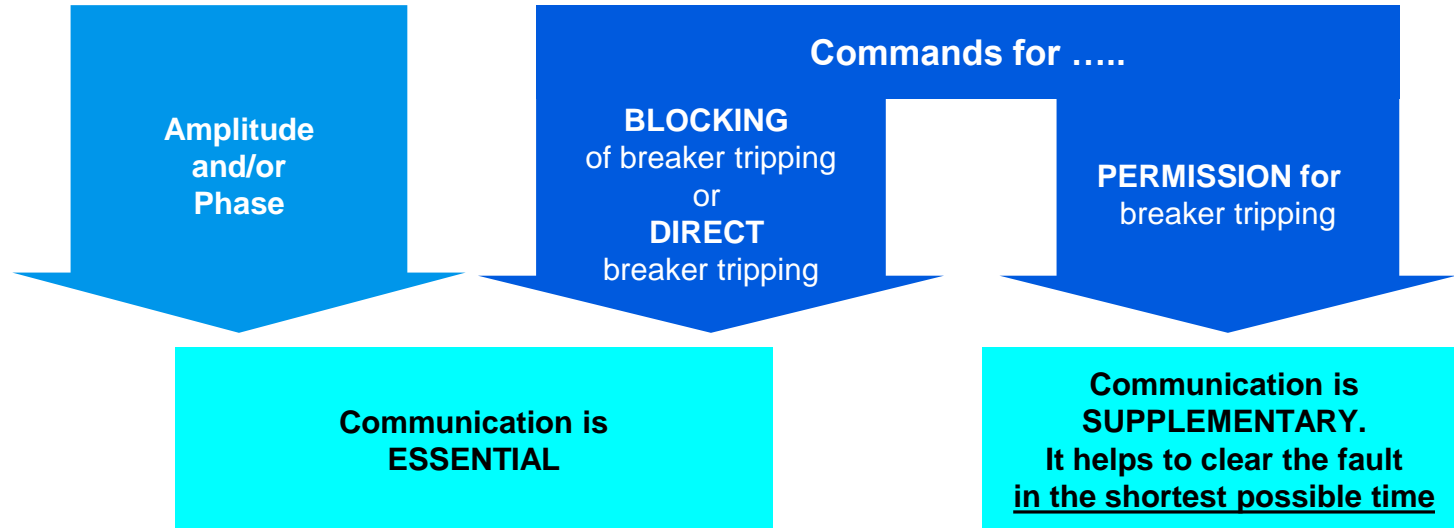 Amplitude
and/or
Phase
Commands for …..
BLOCKING
of breaker tripping
or
DIRECT
breaker tripping
PERMISSION for
breaker tripping
Communication is
ESSENTIAL
Communication is
SUPPLEMENTARY.
It helps to clear the fault
in the shortest possible time